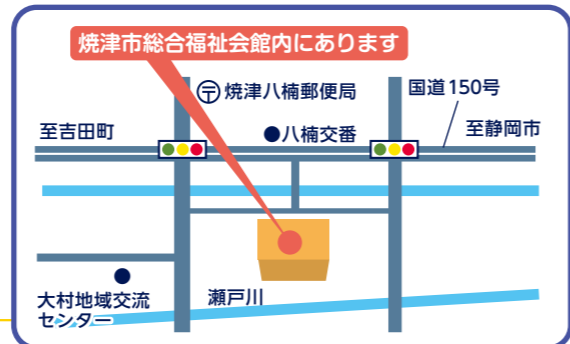 焼津市総合福祉会館内にあります
〒焼津八楠郵便局
国道150号
至吉田町
●八楠交番
至静岡市
大村地域交流
センター
瀬戸川